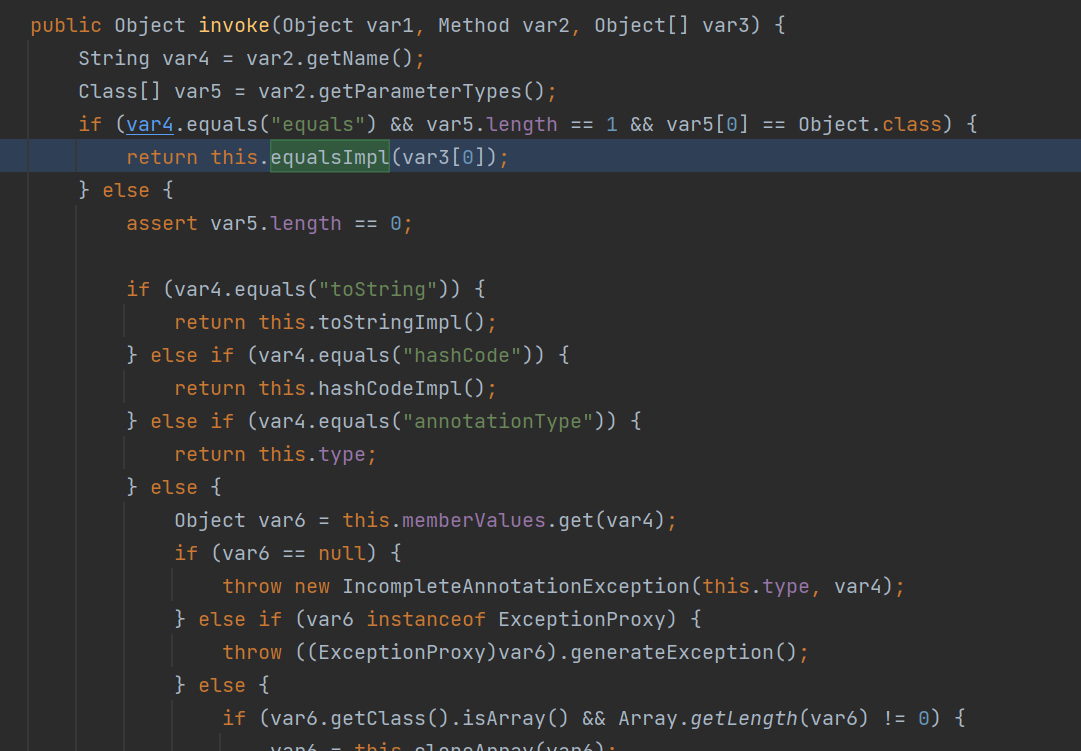 public Object invoke(Object var1, Method var2, Object[] var3) {
String var4 = var2.getName();
Class[] var5 = var2.getParameterTypes();
if (var4.equals("equals") && var5.length == 1 && var5[0] == Object.class) {
return this.equalsImpl(var3[0]);
} else {
assert var5.length == 0;
if (var4.equals("toString")) {
return this.toStringImpl();
} else if (var4.equals("hashCode")) {
return this.hashCodeImpl();
} else if (var4.equals("annotationType")) {
return this.type;
} else {
Object var6 = this.memberValues.get(var4);
if (var6 == null) {
throw new IncompleteAnnotationException(this.type, var4);
} else if (var6 instanceof ExceptionProxy) {
throw ((ExceptionProxy)var6).generateException();
} else {
if (var6.getClass().isArray() && Array.getLength(var6) != 0) {
var6 = this.cloneArray(var6);